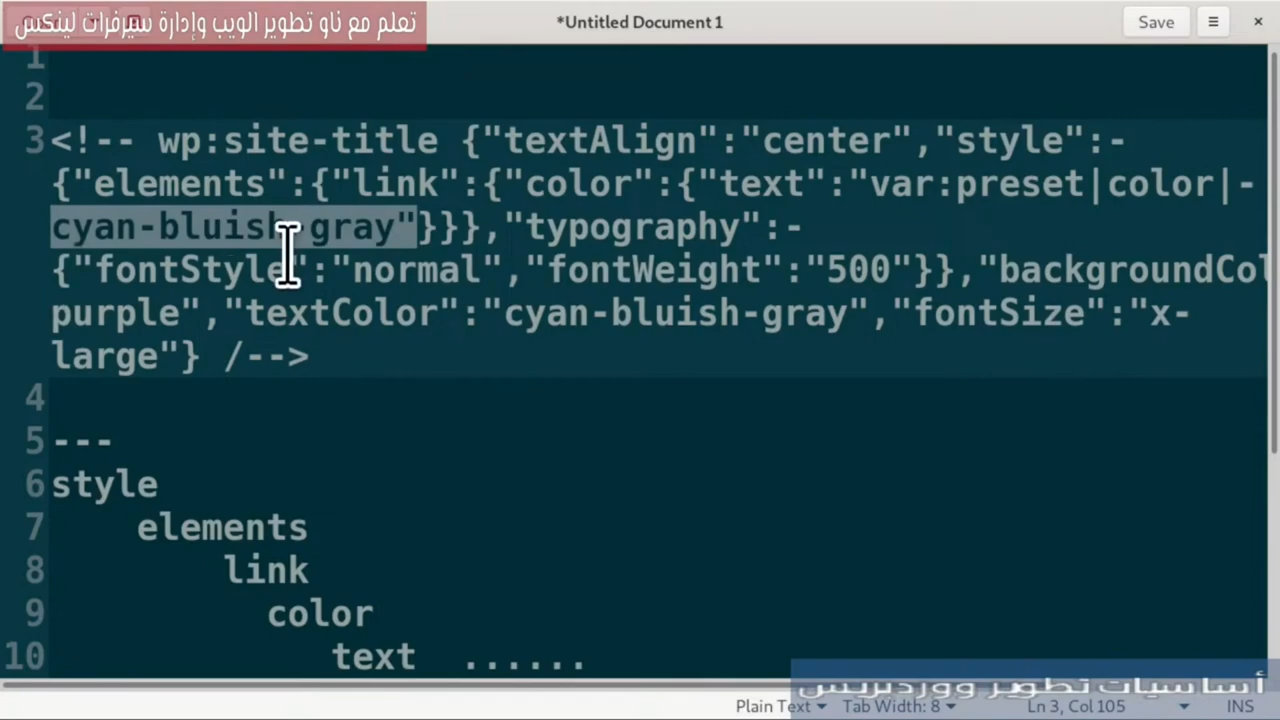 تعلم مع ناو تطوير الويب وإدارة سيرفرات لينكس
*Untitled Document 1
Save
1
2
3 <!-- wp:site-title {"textAlign":"center","style":-
{"elements":{"link":{"color":{"text":"var:preset|color|-
cyan-bluish-gray"}}},"typography":-
{"fontStyle":"normal","fontWeight":"500"}},"backgroundCol
purple","textColor":"cyan-bluish-gray","fontSize":"x-
large"} /-->
4
5 ---
6 style
7 elements
8 link
9 color
10 text ......
أساسيات تطوير ووردبريس
Plain Text Tab Width: 8 Ln 3, Col 105 INS